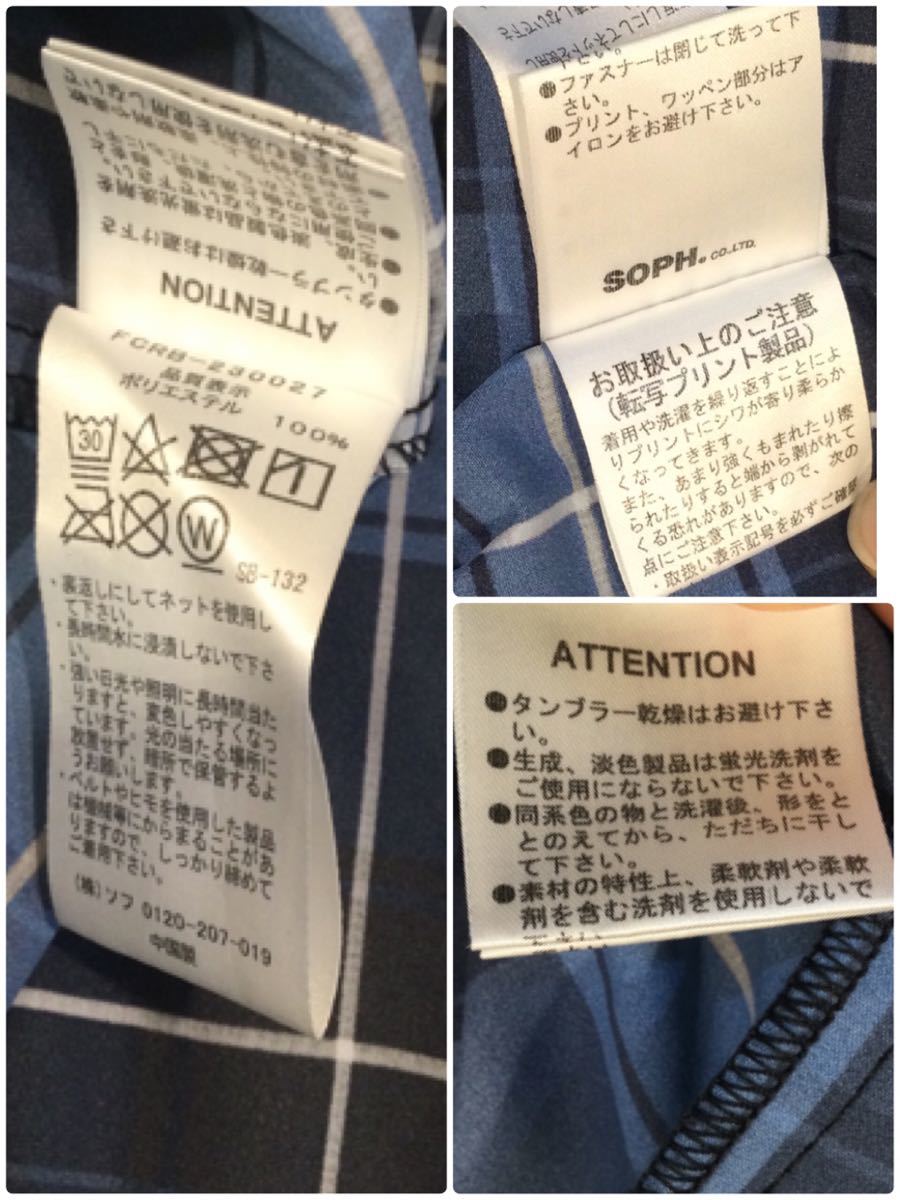 ATTENTION
FCRB-230027
品質表示
ポリエステル
100%
30
W
SB-132
・裏返しにしてネットを使用し
て下さい。
・長時間水に浸漬しないで下さ
い。
・強い日光や照明に長時間当た
りますと、変色しやすくなっ
ています。光の当たる場所に
放置せず、暗所で保管するよ
うお願いします。
・ベルトやヒモを使用した製品
は機械等にからまることがあ
りますので、しっかり締めて
ご着用下さい。
(株)ソフ 0120-207-019
中国製
●ファスナーは閉じて洗って下
さい。
●プリント、ワッペン部分はア
イロンをお避け下さい。
SOPH. CO.,LTD.
お取扱い上のご注意
(転写プリント製品)
着用や洗濯を繰り返すことによ
りプリントにシワが寄り柔らか
くなってきます。
また、あまり強くもまれたり擦
られたりすると端から剥がれて
くる恐れがありますので、次の
点にご注意下さい。
・取扱い表示記号を必ずご確認
ATTENTION
●タンブラー乾燥はお避け下さ
い。
●生成、淡色製品は蛍光洗剤を
ご使用にならないで下さい。
●同系色の物と洗濯後、形をと
とのえてから、ただちに干し
て下さい。
●素材の特性上、柔軟剤や柔軟
剤を含む洗剤を使用しないで